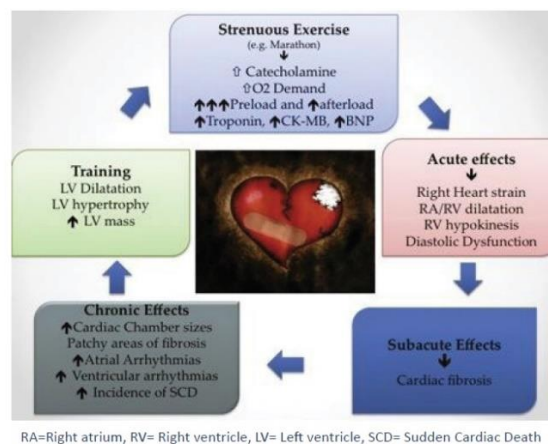 Strenuous Exercise
(e.g. Marathon)
↓
⇧ Catecholamine
⇧O2 Demand
↑↑↑Preload and ↑afterload
↑Troponin, ↑CK-MB, ↑BNP
Acute effects
↓
Right Heart strain
RA/RV dilatation
RV hypokinesis
Diastolic Dysfunction
Subacute Effects
↓
Cardiac fibrosis
Chronic Effects
↑Cardiac Chamber sizes
Patchy areas of fibrosis
↑Atrial Arrhythmias
↑ Ventricular arrhythmias
↑ Incidence of SCD
Training
LV Dilatation
LV hypertrophy
↑ LV mass
RA=Right atrium, RV= Right ventricle, LV= Left ventricle, SCD= Sudden Cardiac Death